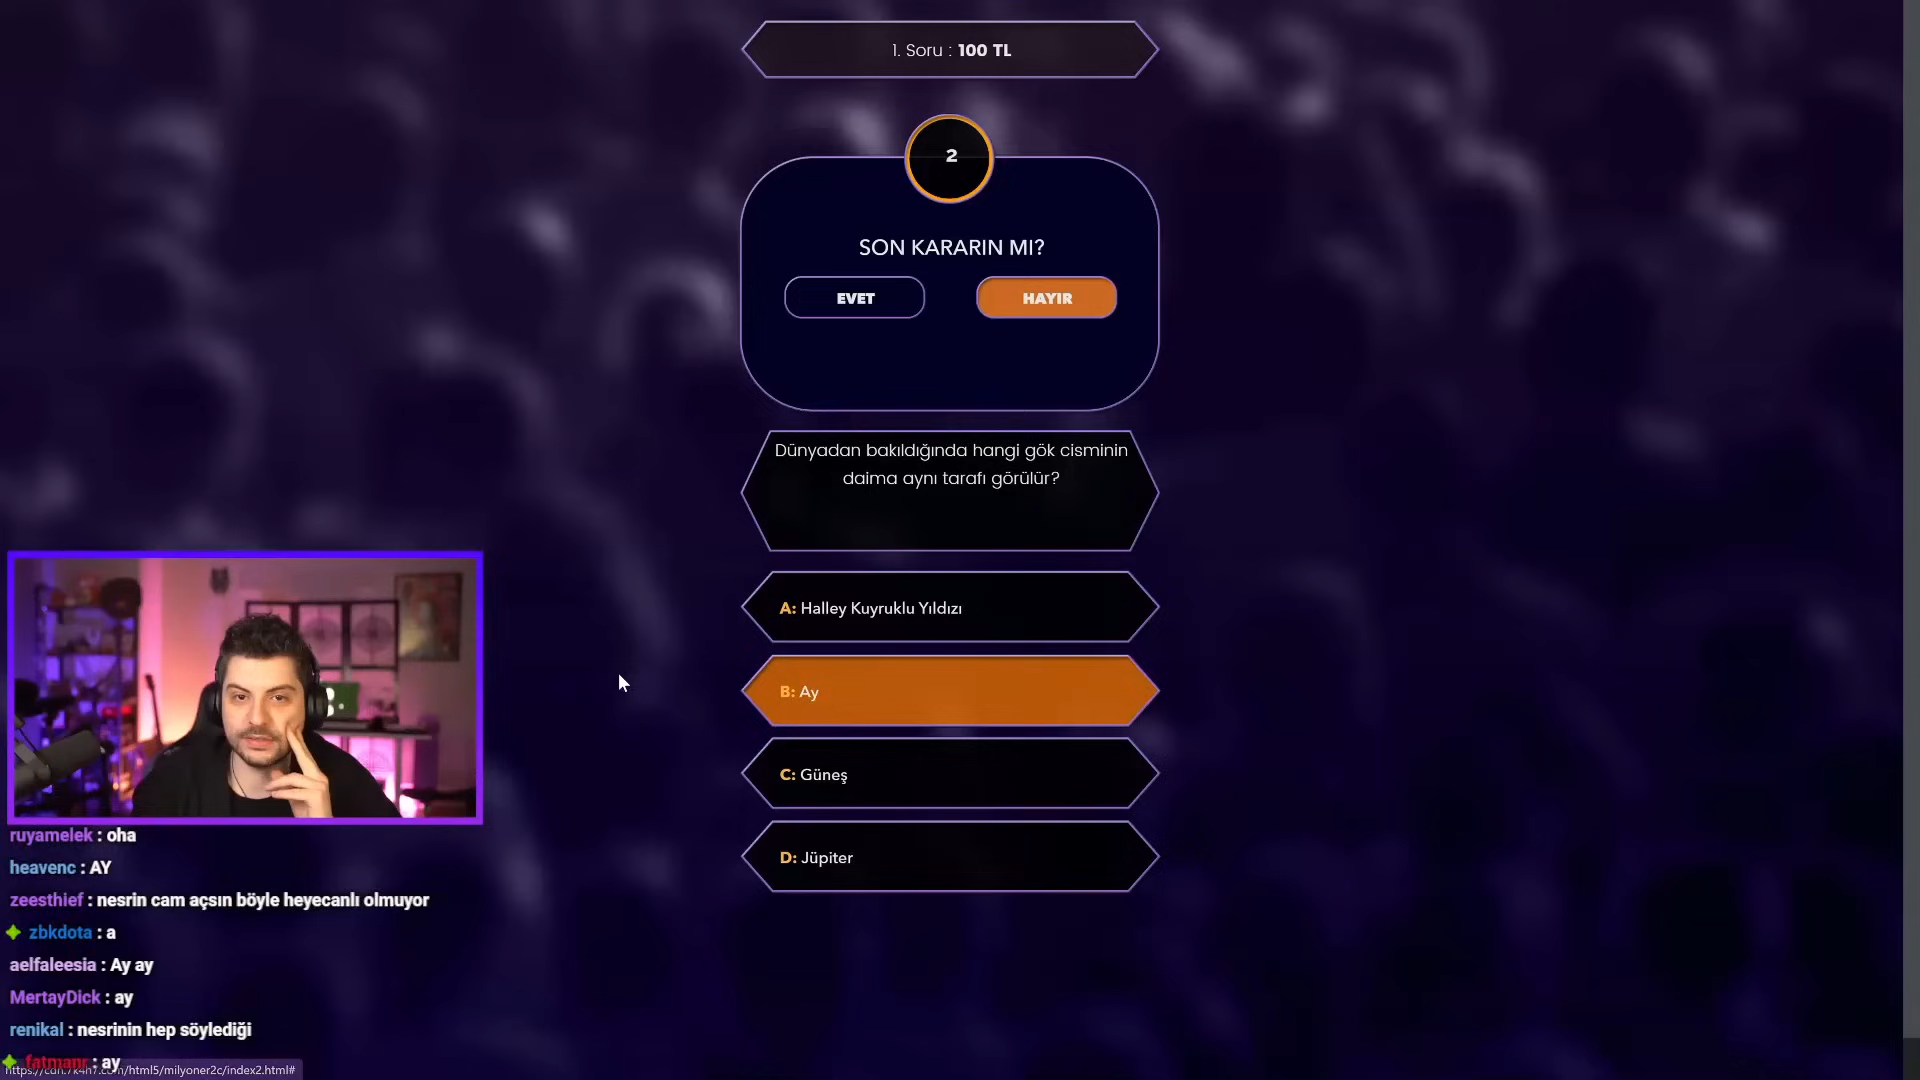 1. Soru : 100 TL
2
SON KARARIN MI?
EVET
HAYIR
Dünyadan bakıldığında hangi gök cisminin
daima aynı tarafı görülür?
A: Halley Kuyruklu Yıldızı
B: Ay
C: Güneş
D: Jüpiter
ruyamelek : oha
heavenc : AY
zeesthief : nesrin cam açsın böyle heyecanlı olmuyor
zbkdota : a
aelfaleesia : Ay ay
MertayDick : ay
renikal : nesrinin hep söylediği
fatmanr : ay
/html5/milyoner2c/index2.html#